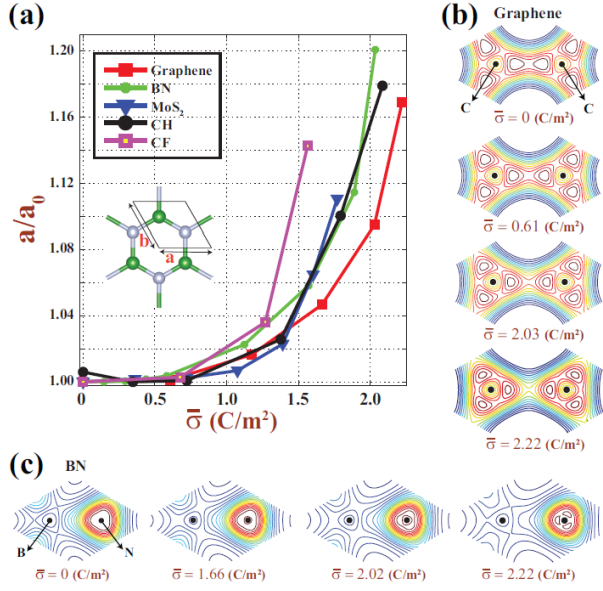 (a)
1.20
1.16
1.12
1.08
1.04
1.00
a/a₀
Graphene
BN
MoS₂
CH
CF
b
a
0
0.5
1.0
1.5
2.0
σ̅ (C/m²)
(b)
Graphene
C
C
σ̅ = 0 (C/m²)
σ̅ = 0.61 (C/m²)
σ̅ = 2.03 (C/m²)
σ̅ = 2.22 (C/m²)
(c)
BN
B
N
σ̅ = 0 (C/m²)
σ̅ = 1.66 (C/m²)
σ̅ = 2.02 (C/m²)
σ̅ = 2.22 (C/m²)